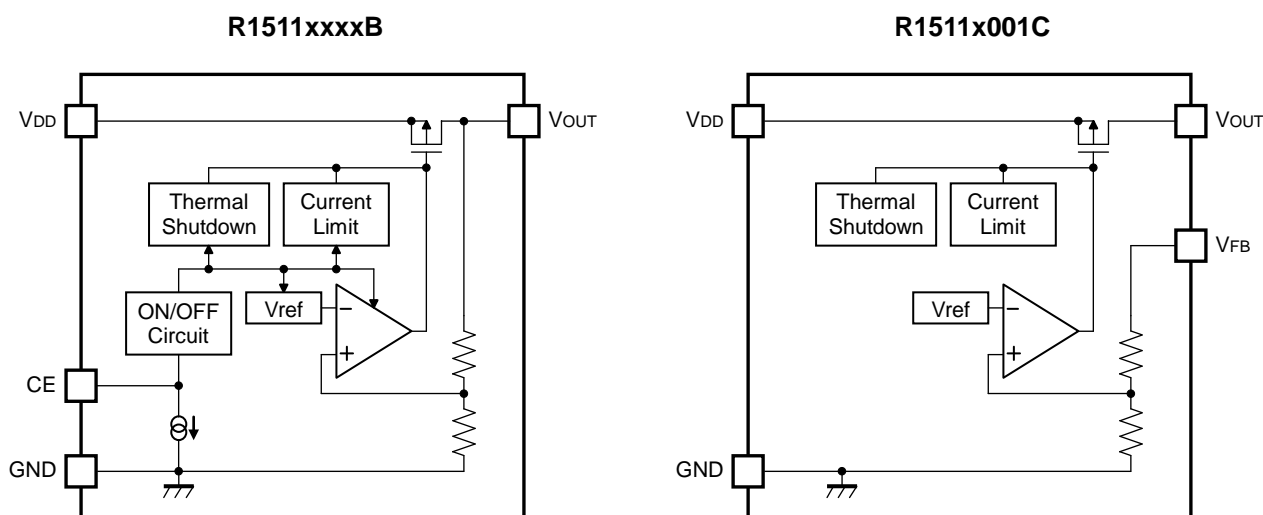 R1511xxxxB
VDD
VOUT
Thermal
Shutdown
Current
Limit
ON/OFF
Circuit
Vref
−
+
CE
GND
R1511x001C
VDD
VOUT
Thermal
Shutdown
Current
Limit
VFB
Vref
−
+
GND